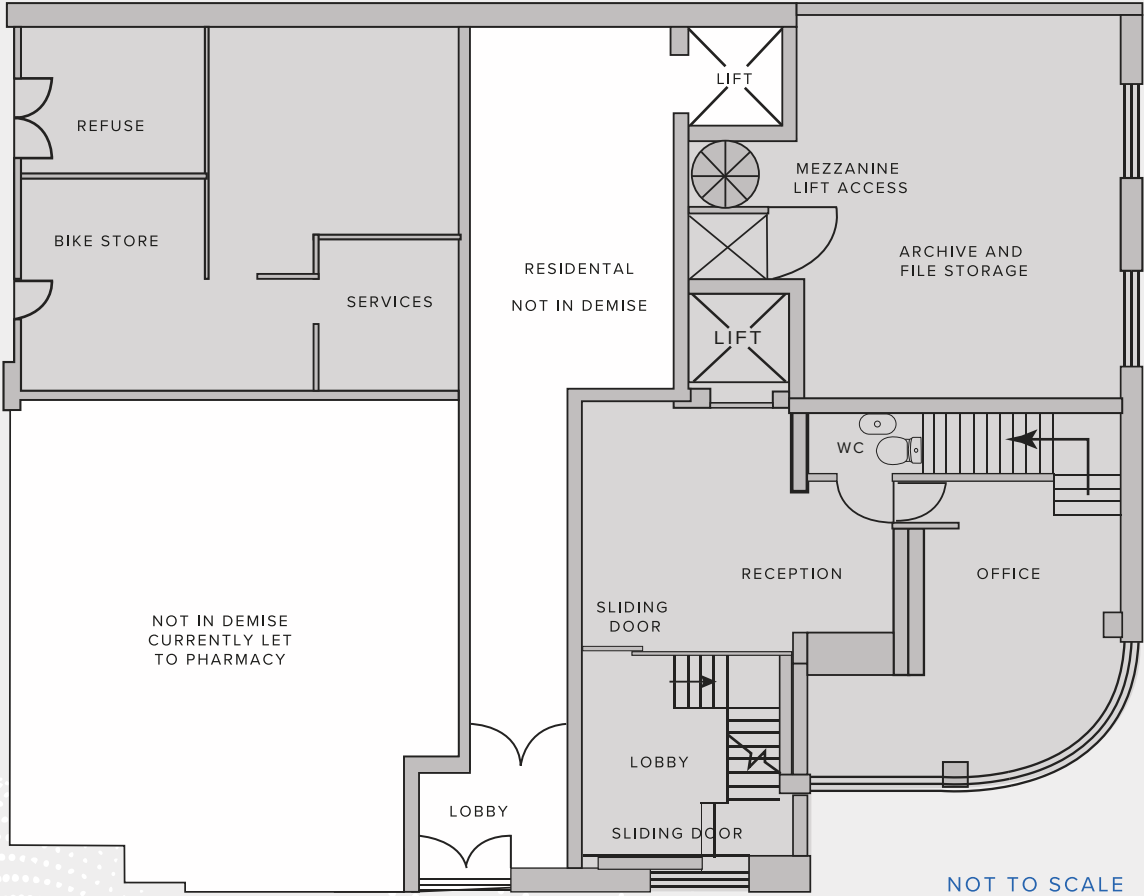 LIFT
REFUSE
MEZZANINE
LIFT ACCESS
BIKE STORE
ARCHIVE AND
FILE STORAGE
RESIDENTAL
NOT IN DEMISE
SERVICES
LIFT
WC
RECEPTION
OFFICE
SLIDING
DOOR
NOT IN DEMISE
CURRENTLY LET
TO PHARMACY
LOBBY
LOBBY
SLIDING DOOR
NOT TO SCALE